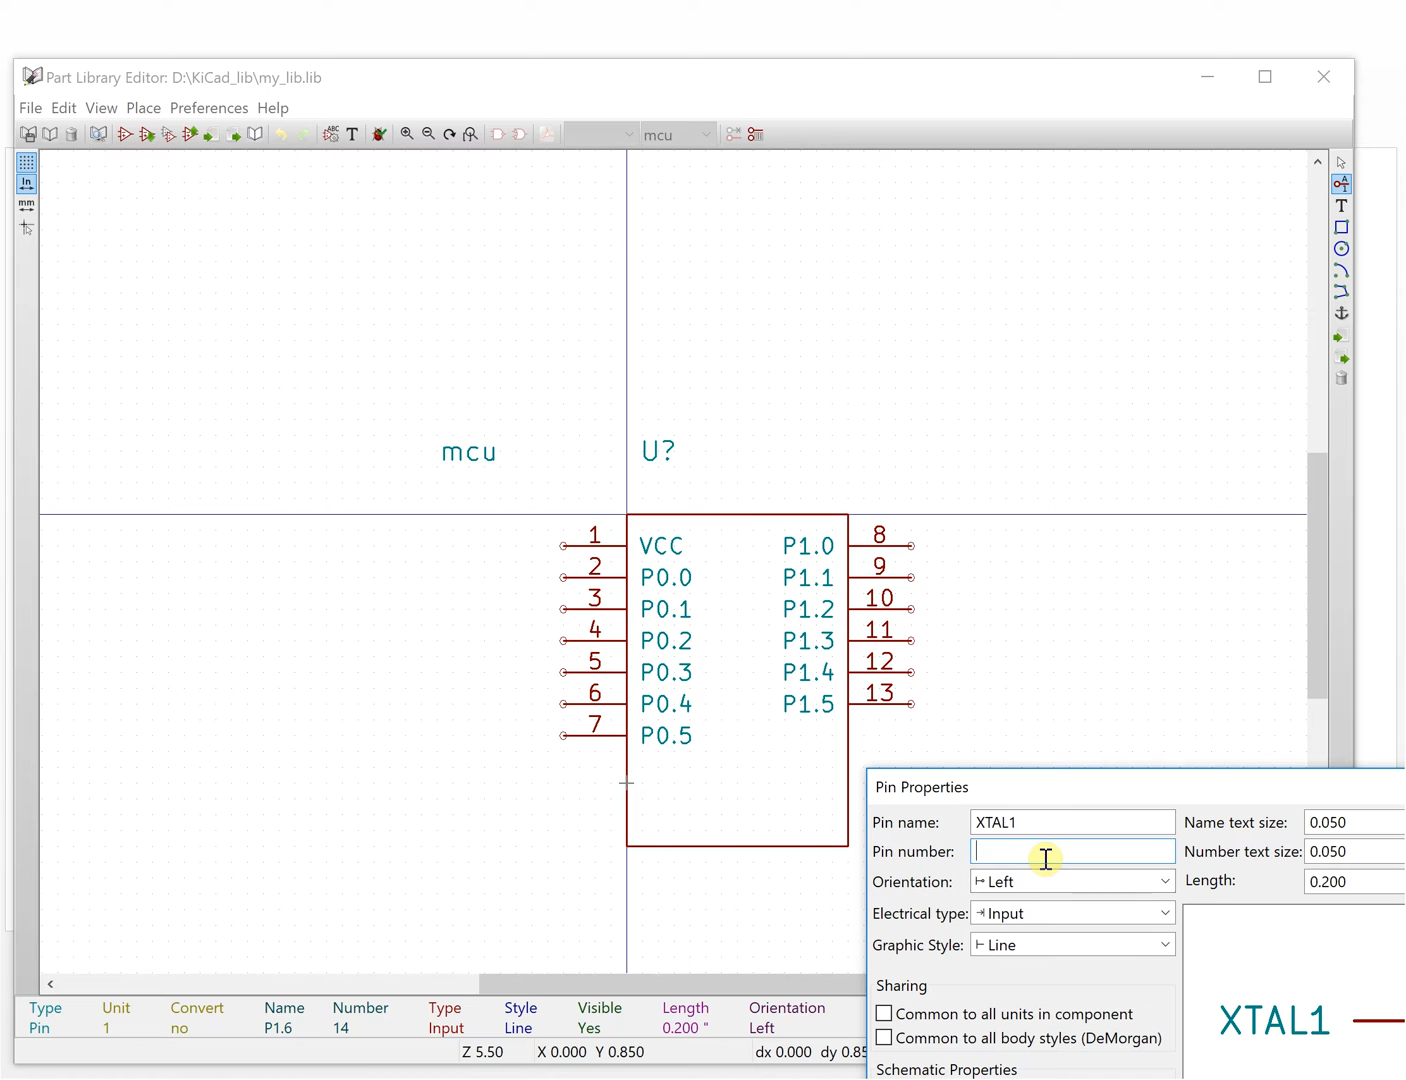 Part Library Editor: D:\KiCad_lib\my_lib.lib
File Edit View Place Preferences Help
ABC T mcu
In
mm
A
T
mcu U?
1 VCC P1.0 8
2 P0.0 P1.1 9
3 P0.1 P1.2 10
4 P0.2 P1.3 11
5 P0.3 P1.4 12
6 P0.4 P1.5 13
7 P0.5
Pin Properties
Pin name: XTAL1 Name text size: 0.050
Pin number: Number text size: 0.050
Orientation: Left Length: 0.200
Electrical type: Input
Graphic Style: Line
Sharing
Common to all units in component
Common to all body styles (DeMorgan)
Schematic Properties
XTAL1
Type Unit Convert Name Number Type Style Visible Length Orientation
Pin 1 no P1.6 14 Input Line Yes 0.200 " Left
Z 5.50 X 0.000 Y 0.850 dx 0.000 dy 0.85